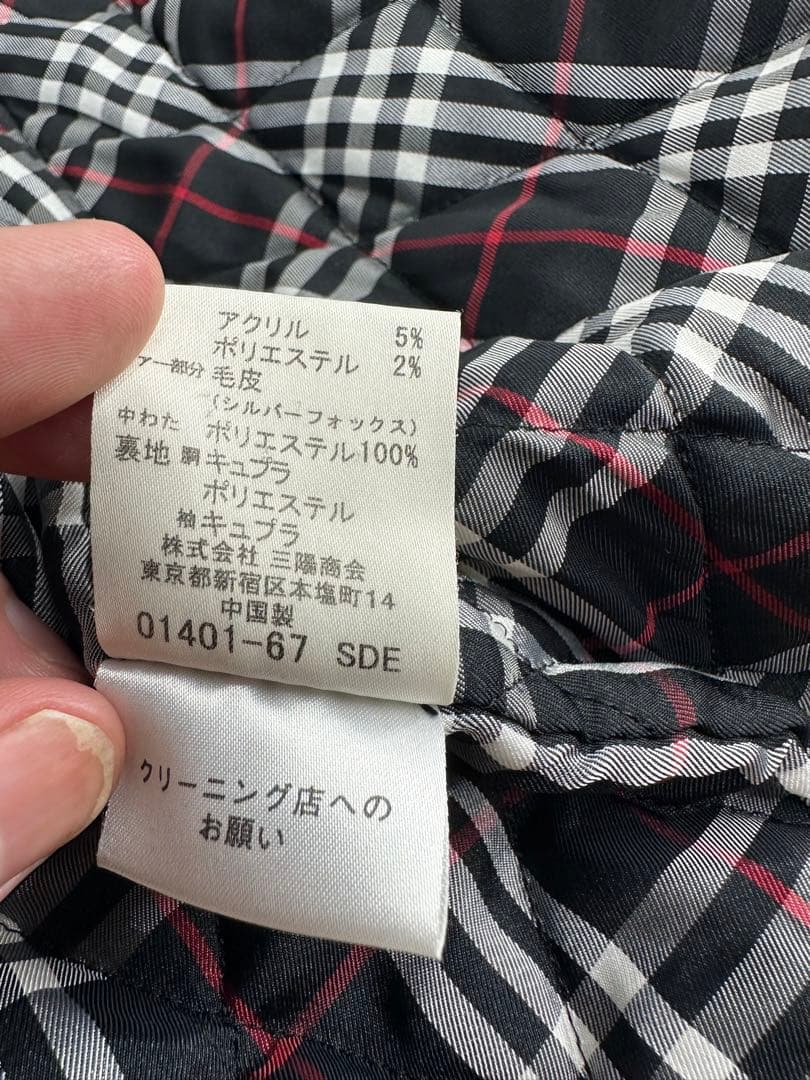 アクリル 5%
ポリエステル 2%
アー部分 毛皮
(シルバーフォックス)
中わた ポリエステル100%
裏地 胴 キュプラ
ポリエステル
袖 キュプラ
株式会社 三陽商会
東京都新宿区本塩町14
中国製
01401-67 SDE
クリーニング店への
お願い